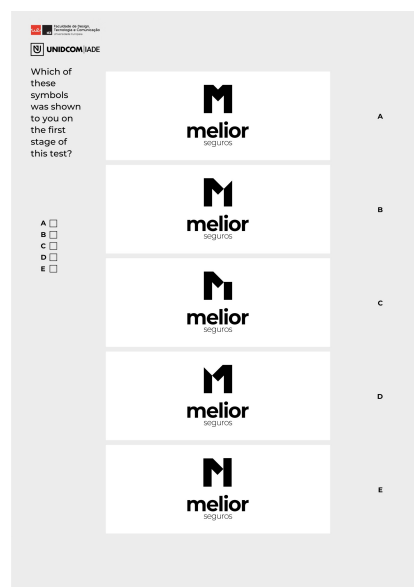 Faculdade de Design,
Tecnologia e Comunicação
UNIDCOM|IADE
Which of
these
symbols
was shown
to you on
the first
stage of
this test?
A
B
C
D
E
melior
seguros
A
melior
seguros
B
melior
seguros
C
melior
seguros
D
melior
seguros
E